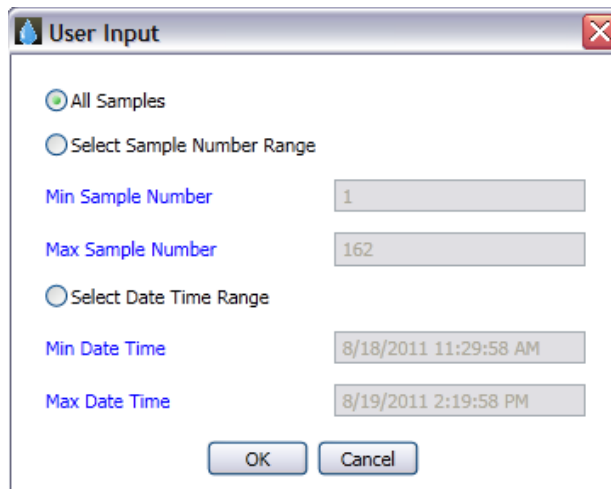 User Input
All Samples
Select Sample Number Range
Min Sample Number 1
Max Sample Number 162
Select Date Time Range
Min Date Time 8/18/2011 11:29:58 AM
Max Date Time 8/19/2011 2:19:58 PM
OK Cancel